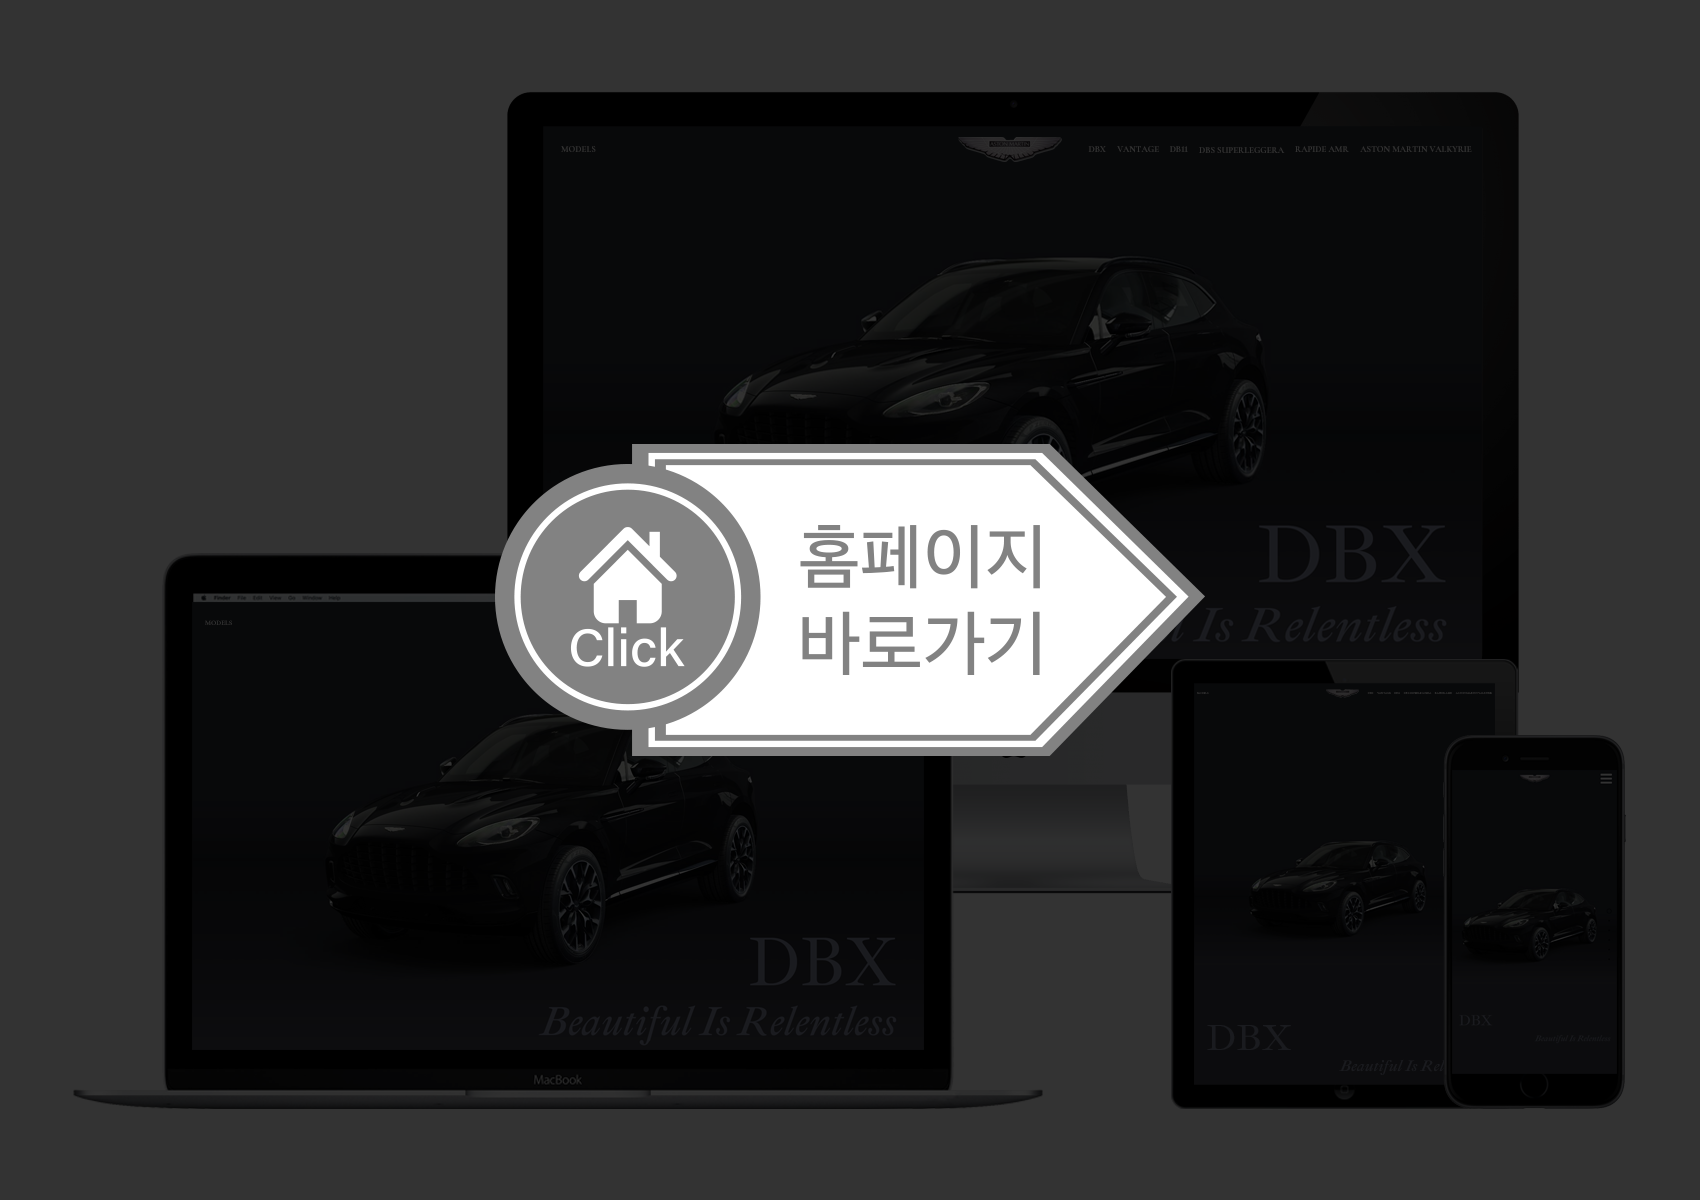 MODELS
DBX VANTAGE DB11 DBS SUPERLEGGERA RAPIDE AMR ASTON MARTIN VALKYRIE
홈페이지
바로가기
Click
DBX
l Is Relentless
Finder File Edit View Go Window Help
MODELS
DBX
Beautiful Is Relentless
MacBook
DBX
Beautiful Is Rel
DBX
Beautiful Is Relentless